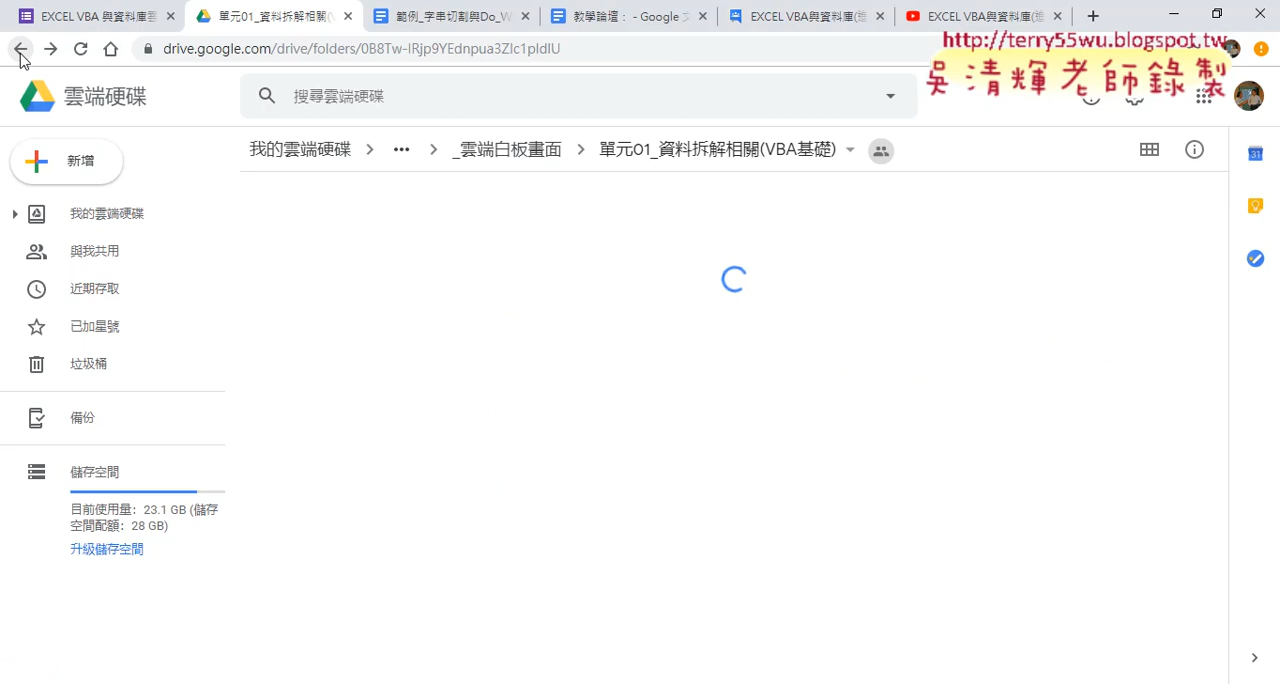 EXCEL VBA 與資料庫雲
單元01_資料拆解相關(V
範例_字串切割與Do_W
教學論壇： - Google 文
EXCEL VBA與資料庫(進
EXCEL VBA與資料庫(進
drive.google.com/drive/folders/0B8Tw-IRjp9YEdnpua3ZIc1pldlU
http://terry55wu.blogspot.tw
吳清輝老師錄製
雲端硬碟
搜尋雲端硬碟
新增
我的雲端硬碟
_雲端白板畫面
單元01_資料拆解相關(VBA基礎)
31
我的雲端硬碟
與我共用
近期存取
已加星號
垃圾桶
備份
儲存空間
目前使用量：23.1 GB (儲存
空間配額：28 GB)
升級儲存空間